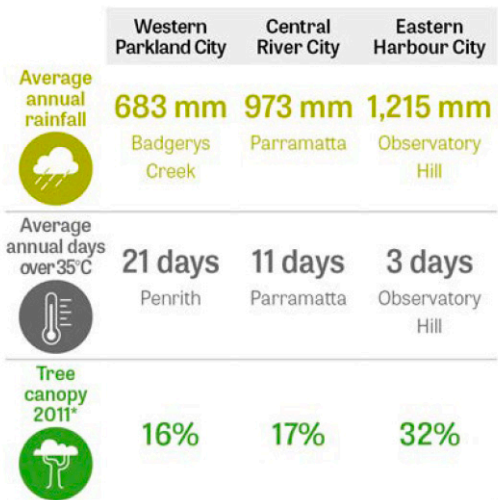 Western
Parkland City
Central
River City
Eastern
Harbour City
Average
annual
rainfall
683 mm
Badgerys
Creek
973 mm
Parramatta
1,215 mm
Observatory
Hill
Average
annual days
over 35°C
21 days
Penrith
11 days
Parramatta
3 days
Observatory
Hill
Tree
canopy
2011*
16%
17%
32%